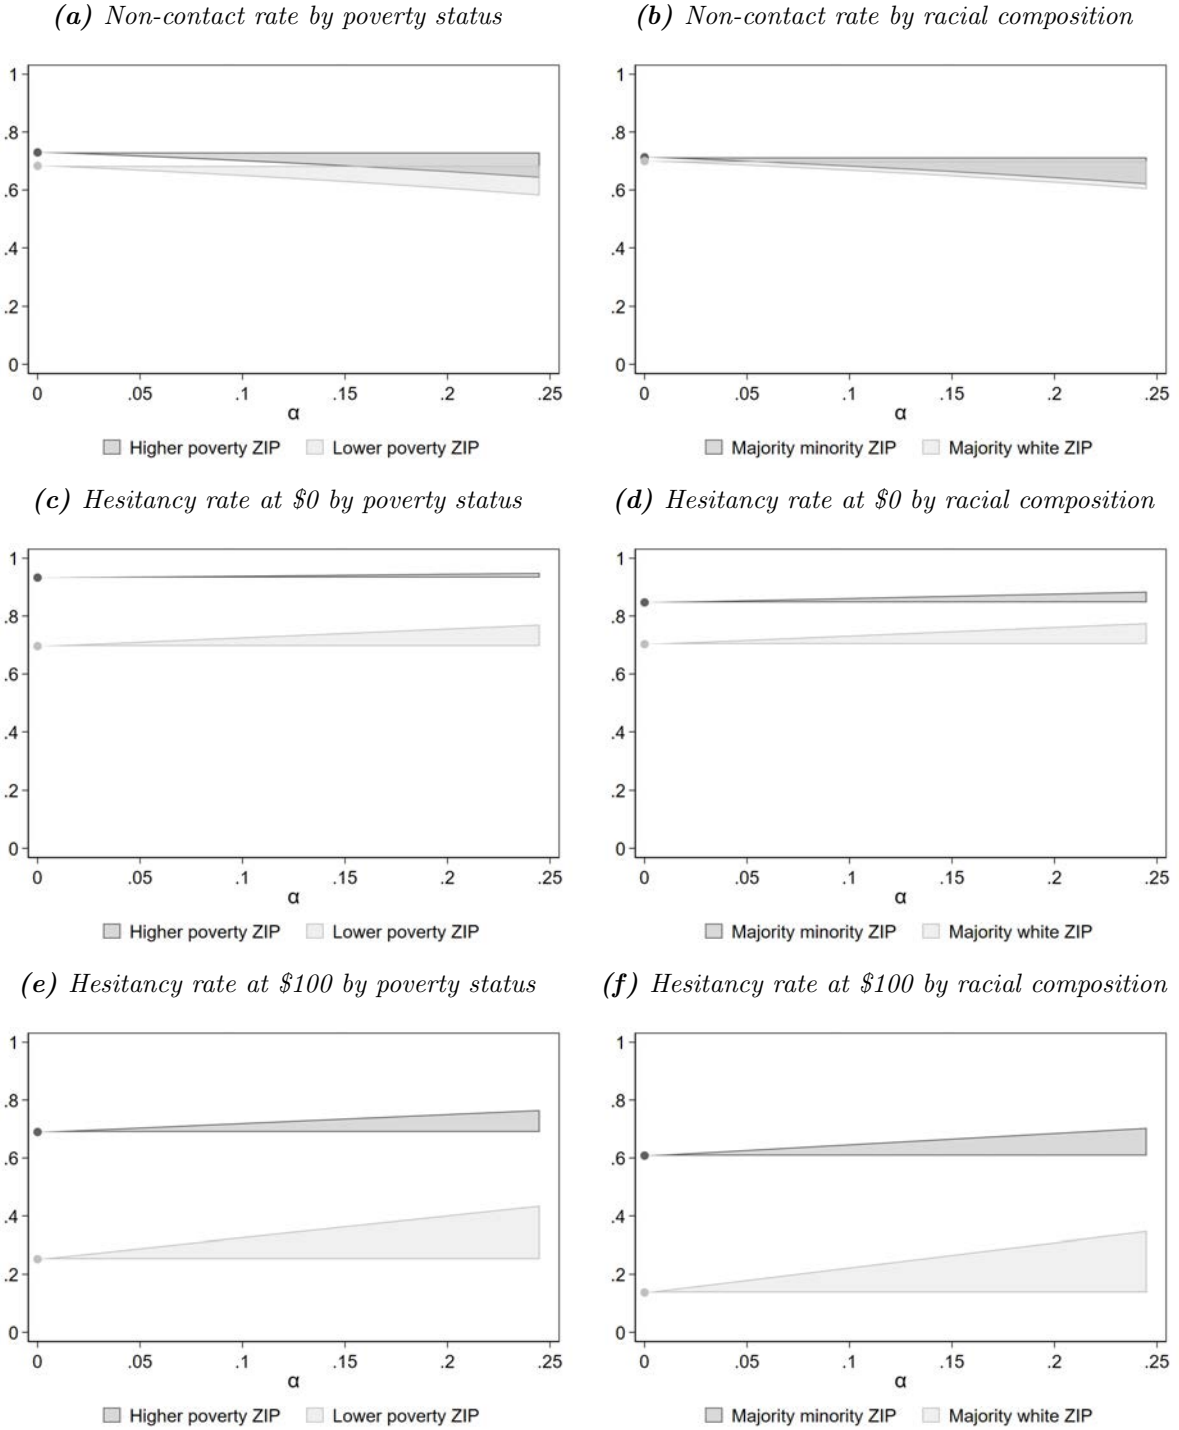 (a) Non-contact rate by poverty status
1
.8
.6
.4
.2
0
0 .05 .1 .15 .2 .25
α
Higher poverty ZIP Lower poverty ZIP
(b) Non-contact rate by racial composition
1
.8
.6
.4
.2
0
0 .05 .1 .15 .2 .25
α
Majority minority ZIP Majority white ZIP
(c) Hesitancy rate at $0 by poverty status
1
.8
.6
.4
.2
0
0 .05 .1 .15 .2 .25
α
Higher poverty ZIP Lower poverty ZIP
(d) Hesitancy rate at $0 by racial composition
1
.8
.6
.4
.2
0
0 .05 .1 .15 .2 .25
α
Majority minority ZIP Majority white ZIP
(e) Hesitancy rate at $100 by poverty status
1
.8
.6
.4
.2
0
0 .05 .1 .15 .2 .25
α
Higher poverty ZIP Lower poverty ZIP
(f) Hesitancy rate at $100 by racial composition
1
.8
.6
.4
.2
0
0 .05 .1 .15 .2 .25
α
Majority minority ZIP Majority white ZIP